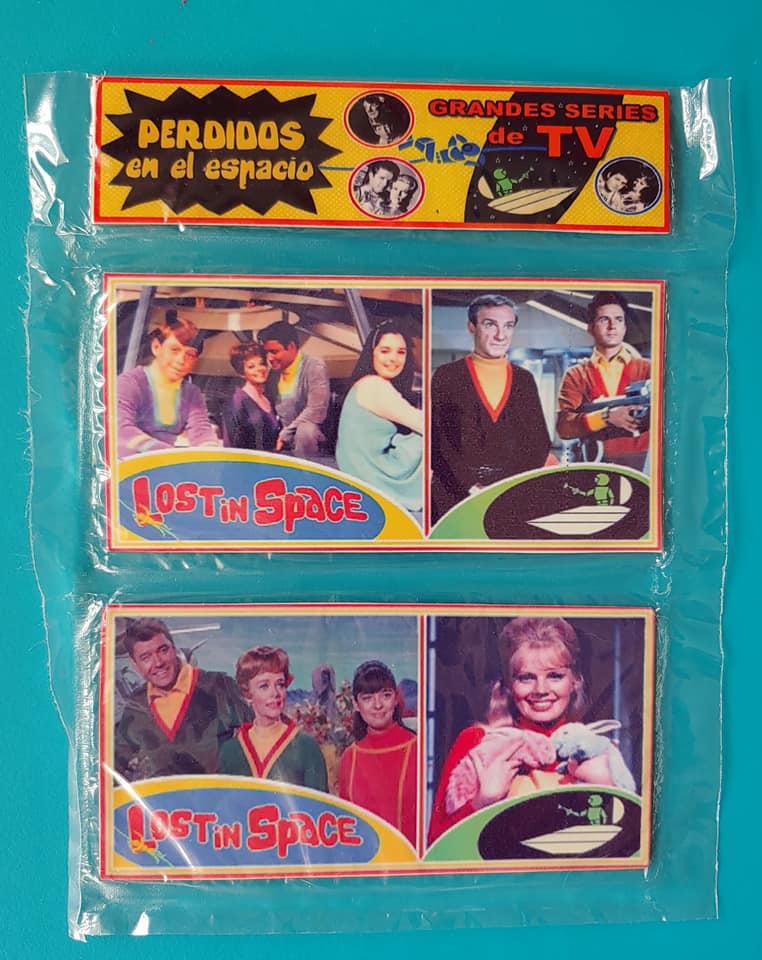 PERDIDOS
en el espacio
GRANDES SERIES
de TV
LOST IN SPACE
LOST IN SPACE